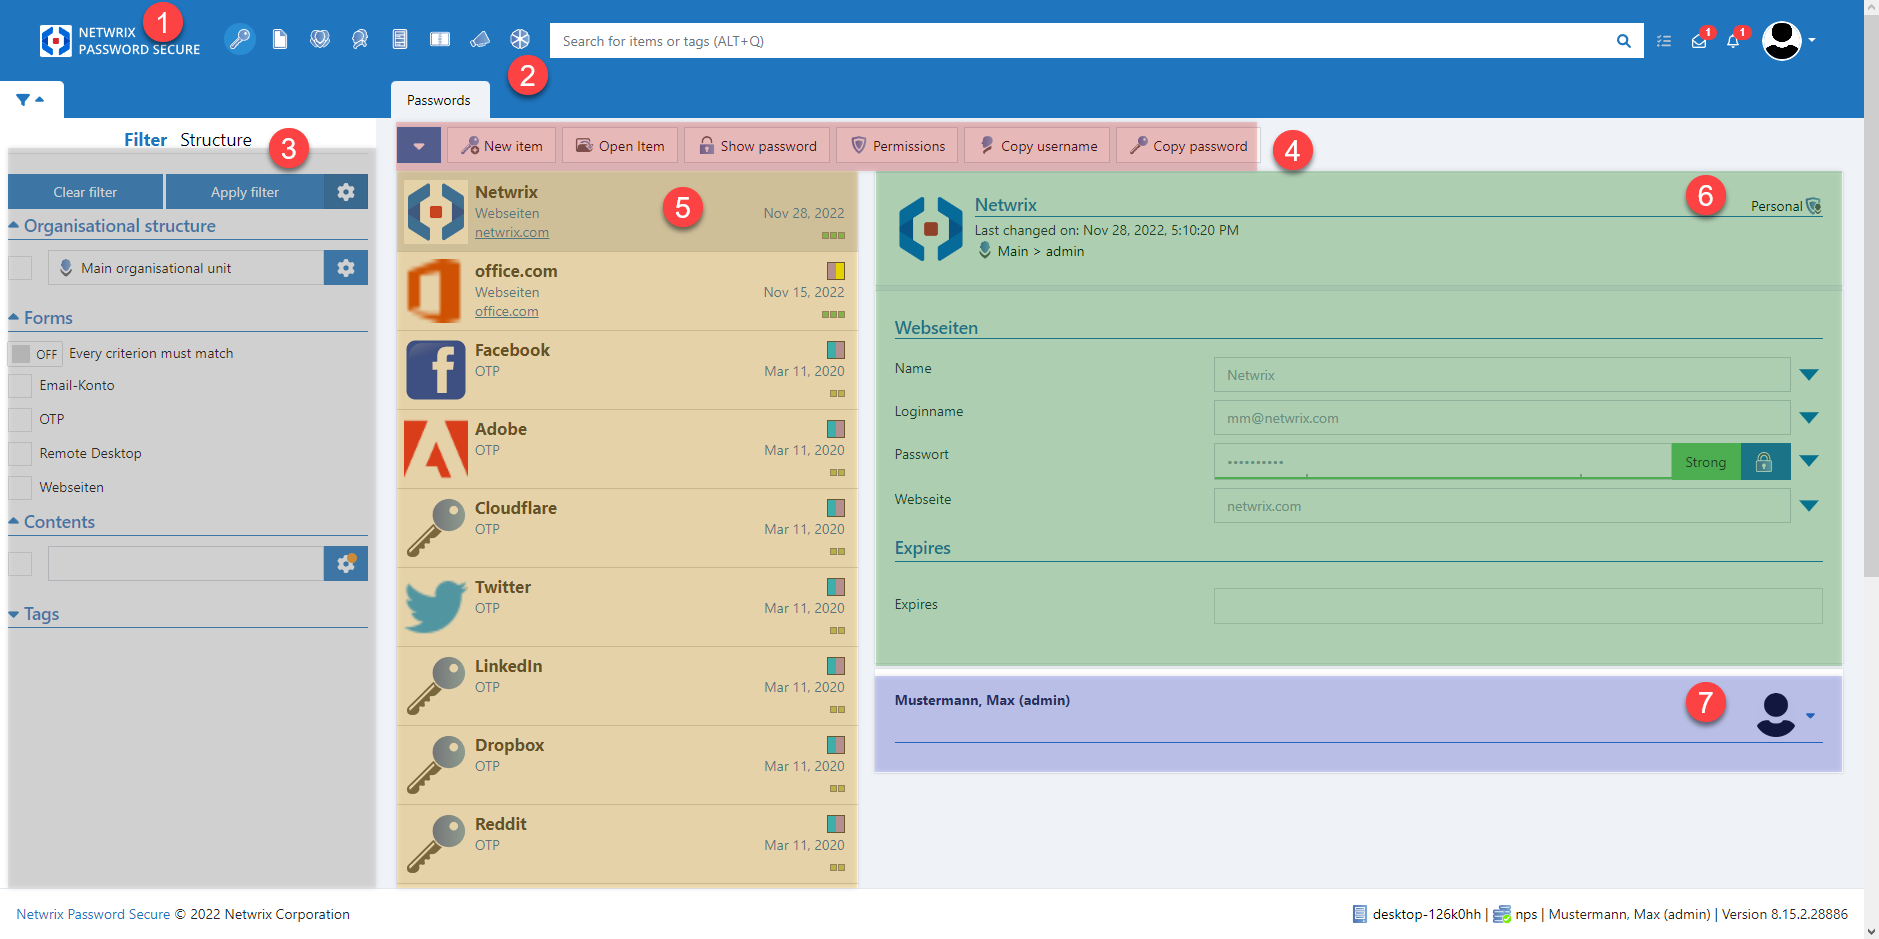 NETWRIX
PASSWORD SECURE
1
2
Search for items or tags (ALT+Q)
1
1
Passwords
Filter Structure
3
Clear filter
Apply filter
Organisational structure
Main organisational unit
Forms
OFF Every criterion must match
Email-Konto
OTP
Remote Desktop
Webseiten
Contents
Tags
New item
Open Item
Show password
Permissions
Copy username
Copy password
4
Netwrix
Webseiten
Nov 28, 2022
netwrix.com
5
office.com
Webseiten
Nov 15, 2022
office.com
Facebook
OTP
Mar 11, 2020
Adobe
OTP
Mar 11, 2020
Cloudflare
OTP
Mar 11, 2020
Twitter
OTP
Mar 11, 2020
LinkedIn
OTP
Mar 11, 2020
Dropbox
OTP
Mar 11, 2020
Reddit
OTP
Mar 11, 2020
6
Netwrix
Personal
Last changed on: Nov 28, 2022, 5:10:20 PM
Main > admin
Webseiten
Name
Netwrix
Loginname
mm@netwrix.com
Passwort
••••••••••
Strong
Webseite
netwrix.com
Expires
Expires
Mustermann, Max (admin)
7
Netwrix Password Secure © 2022 Netwrix Corporation
desktop-126k0hh | nps | Mustermann, Max (admin) | Version 8.15.2.28886